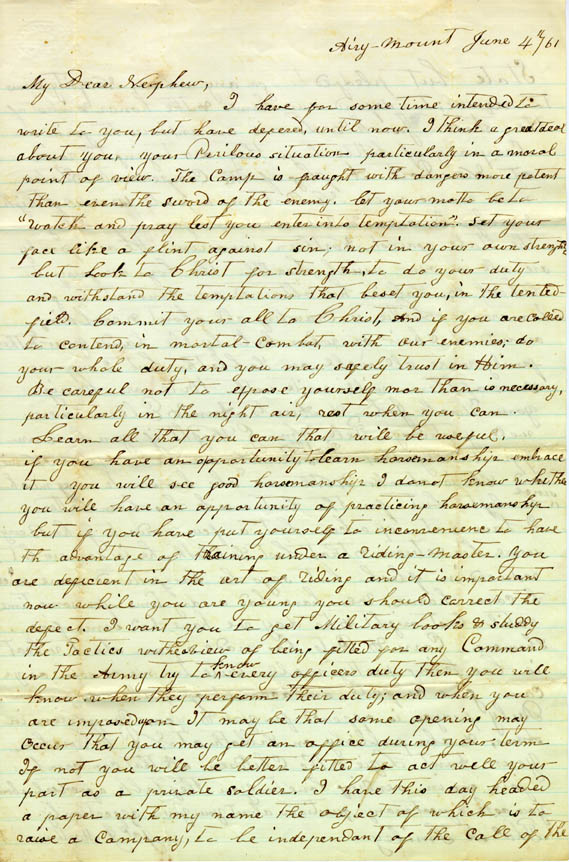 Airy-Mount June 4th/61
My Dear Nephew,
I have for some time intended to
write to you, but have defered, until now. I think a great deal
about you, your Perilous situation particularly in a moral
point of view. The Camp is fraught with dangers more potent
than even the sword of the enemy. let your motto be to
"watch and pray lest you enter into temptation". Set your
face like a flint against sin; not in your own strength
but Look to Christ for strength, to do your duty
and withstand the temptations that beset you, in the tented-
field. Commit your all to Christ, and if you are called
to contend, in mortal-Combat, with our enemies; do
your whole duty, and you may safely trust in Him.
Be careful not to expose yourself mor than is necessary,
particularly in the night air, rest when you can.
Learn all that you can that will be useful.
if you have an opportunity to learn horsemanship embrace
it you will see good horsemanship I do not know whether
you will have an opportunity of practicing horsemanship
but if you have put yourself to inconvenienc to have
th advantage of training under a riding-master. You
are deficient in the art of riding and it is important
now while you are young you should correct the
defect. I want you to get Military books & studdy
the Tactics with a view of being fitted for any Command
in the Army try to know every officers duty then you will
know when they perform their duty; and when you
are imposed upon It may be that some opening may
occur that you may get an office during your term
If not you will be better fitted to act well your
part as a private soldier. I have this day headed
a paper with my name the object of which is to
raise a Company, to be independant of the call of the